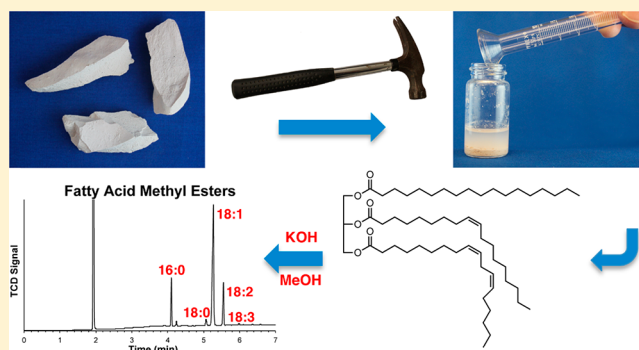 Fatty Acid Methyl Esters
TCD Signal
16:0
18:0
18:1
18:2
18:3
0 1 2 3 4 5 6 7
Time (min)
KOH
MeOH
O
O
O
O
O
O